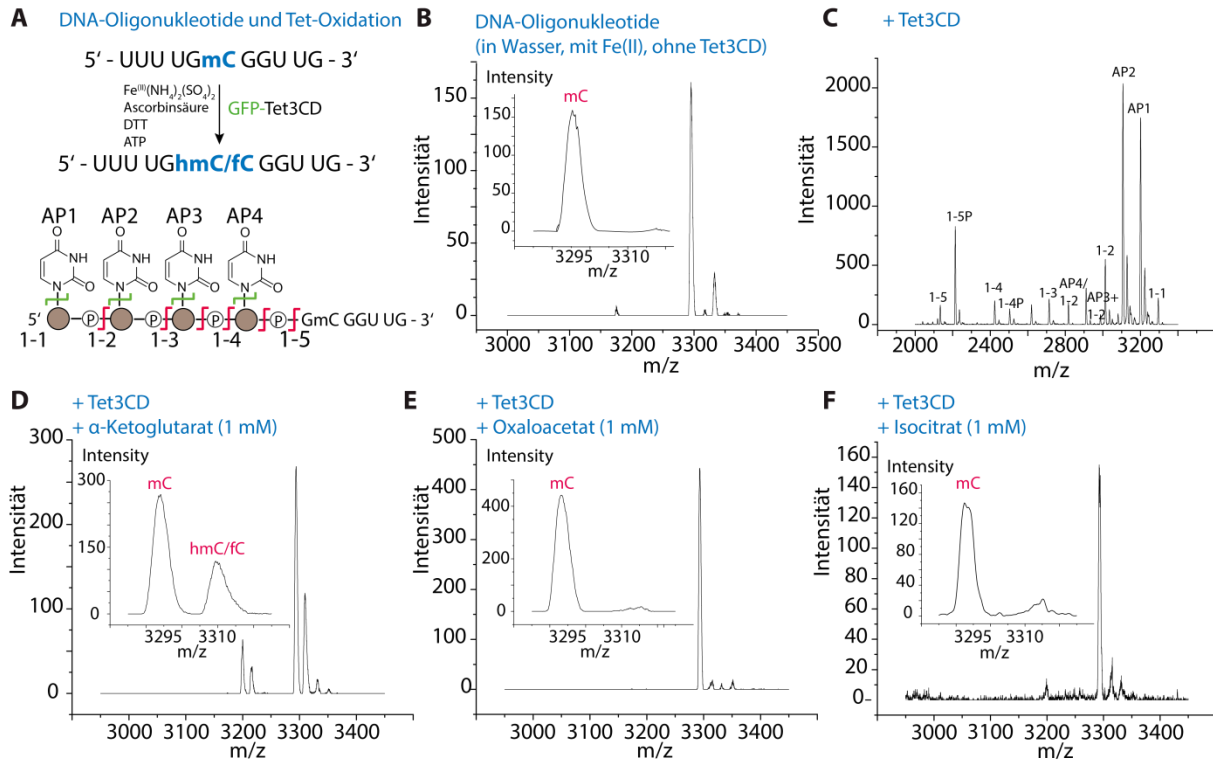 A
DNA-Oligonukleotide und Tet-Oxidation
5‘ - UUU UGmC GGU UG - 3‘
Fe(II)(NH4)2(SO4)2
Ascorbinsäure
DTT
ATP
GFP-Tet3CD
5‘ - UUU UGhmC/fC GGU UG - 3‘
AP1 AP2 AP3 AP4
O O O O
NH NH NH NH
N O N O N O N O
5‘ P P P P GmC GGU UG - 3‘
1-1 1-2 1-3 1-4 1-5
B
DNA-Oligonukleotide
(in Wasser, mit Fe(II), ohne Tet3CD)
Intensität
150
100
50
0
3000 3100 3200 3300 3400 3500
m/z
Intensity
mC
150
100
50
0
3295 3310
m/z
C
+ Tet3CD
Intensität
2000
1500
1000
500
0
AP2
AP1
1-5P
1-5
1-4
1-4P
1-3
AP4/
1-2
1-2
AP3+
1-2
1-1
2000 2400 2800 3200
m/z
D
+ Tet3CD
+ α-Ketoglutarat (1 mM)
Intensität
300
250
200
150
100
50
0
3000 3100 3200 3300 3400
m/z
Intensity
mC
hmC/fC
300
150
0
3295 3310
m/z
E
+ Tet3CD
+ Oxaloacetat (1 mM)
Intensität
500
400
300
200
100
0
3000 3100 3200 3300 3400 3500
m/z
Intensity
mC
400
200
0
3295 3310
m/z
F
+ Tet3CD
+ Isocitrat (1 mM)
Intensität
160
140
120
100
80
60
40
20
0
3000 3100 3200 3300 3400
m/z
Intensity
mC
160
120
80
40
0
3295 3310
m/z